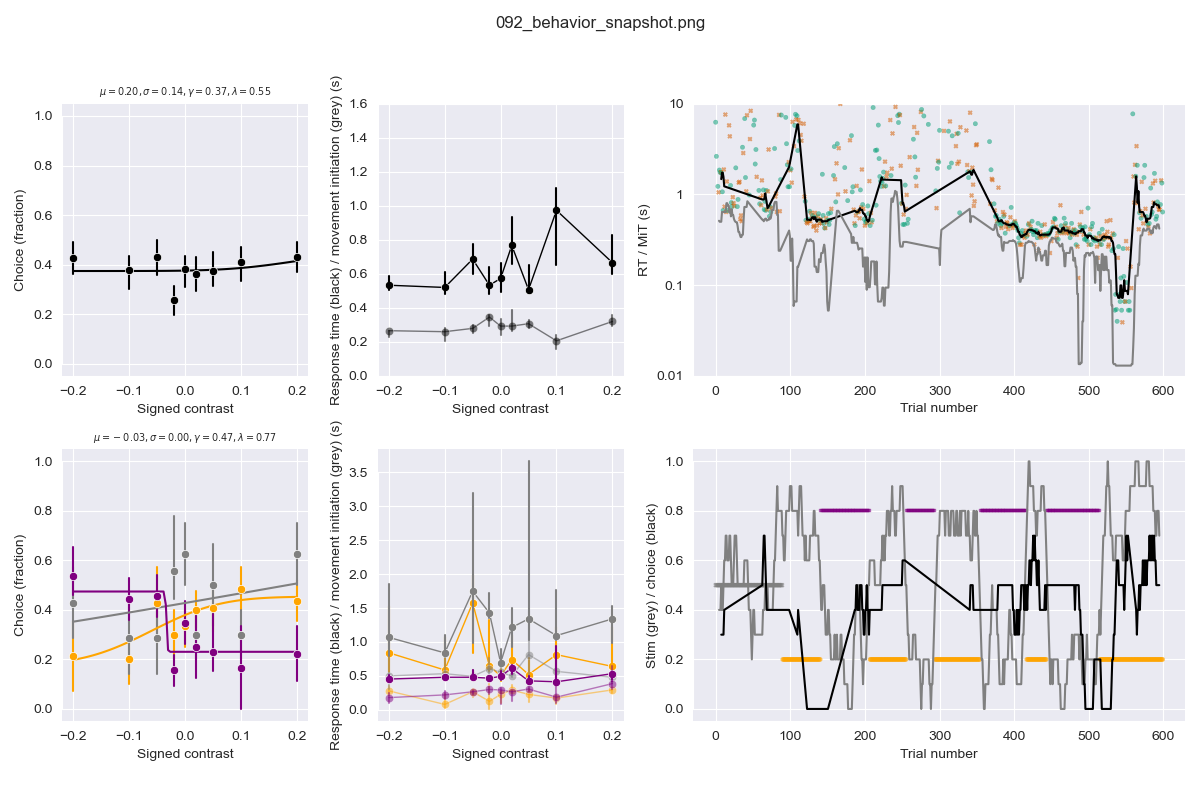 092_behavior_snapshot.png
μ = 0.20, σ = 0.14, γ = 0.37, λ = 0.55
Choice (fraction)
1.0
0.8
0.6
0.4
0.2
0.0
−0.2 −0.1 0.0 0.1 0.2
Signed contrast
Response time (black) / movement initiation (grey) (s)
1.6
1.4
1.2
1.0
0.8
0.6
0.4
0.2
0.0
−0.2 −0.1 0.0 0.1 0.2
Signed contrast
RT / MiT (s)
10
1
0.1
0.01
0 100 200 300 400 500 600
Trial number
μ = − 0.03, σ = 0.00, γ = 0.47, λ = 0.77
Choice (fraction)
1.0
0.8
0.6
0.4
0.2
0.0
−0.2 −0.1 0.0 0.1 0.2
Signed contrast
Response time (black) / movement initiation (grey) (s)
3.5
3.0
2.5
2.0
1.5
1.0
0.5
0.0
−0.2 −0.1 0.0 0.1 0.2
Signed contrast
Stim (grey) / choice (black)
1.0
0.8
0.6
0.4
0.2
0.0
0 100 200 300 400 500 600
Trial number